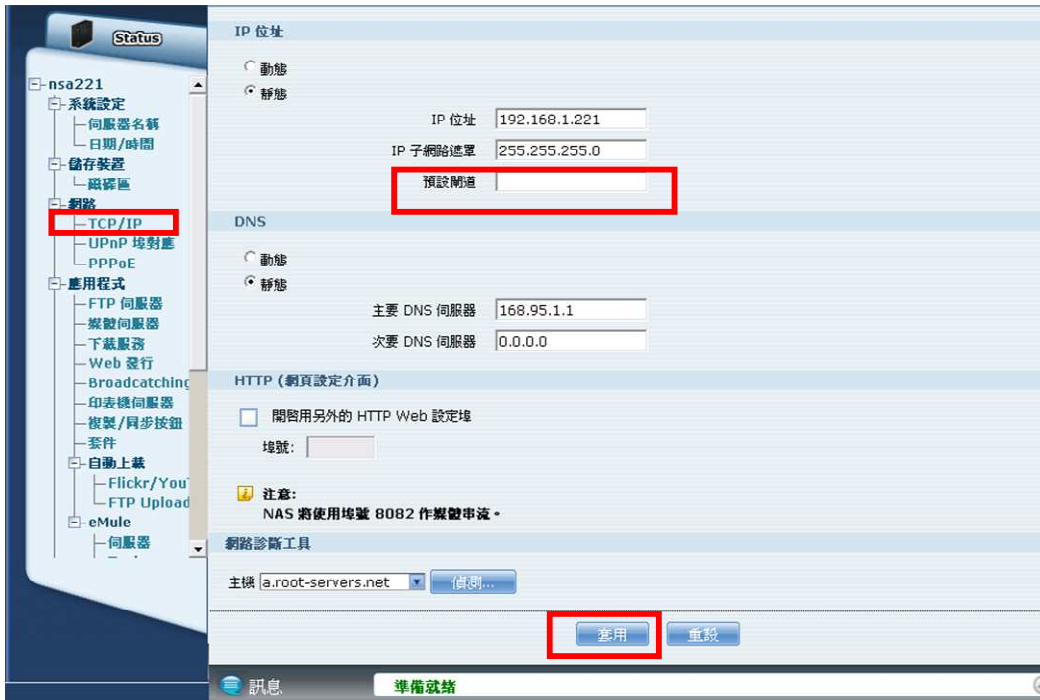 Status
nsa221
系統設定
伺服器名稱
日期/時間
儲存裝置
磁碟區
網路
TCP/IP
UPnP 埠對應
PPPoE
應用程式
FTP 伺服器
媒體伺服器
下載服務
Web 發行
Broadcatching
印表機伺服器
複製/同步按鈕
套件
自動上載
Flickr/You
FTP Upload
eMule
伺服器
IP 位址
動態
靜態
IP 位址 192.168.1.221
IP 子網路遮罩 255.255.255.0
預設閘道
DNS
動態
靜態
主要 DNS 伺服器 168.95.1.1
次要 DNS 伺服器 0.0.0.0
HTTP (網頁設定介面)
開啓用另外的 HTTP Web 設定埠
埠號:
注意:
NAS 將使用埠號 8082 作媒體串流。
網路診斷工具
主機 a.root-servers.net 偵測...
套用 重設
訊息 準備就緒